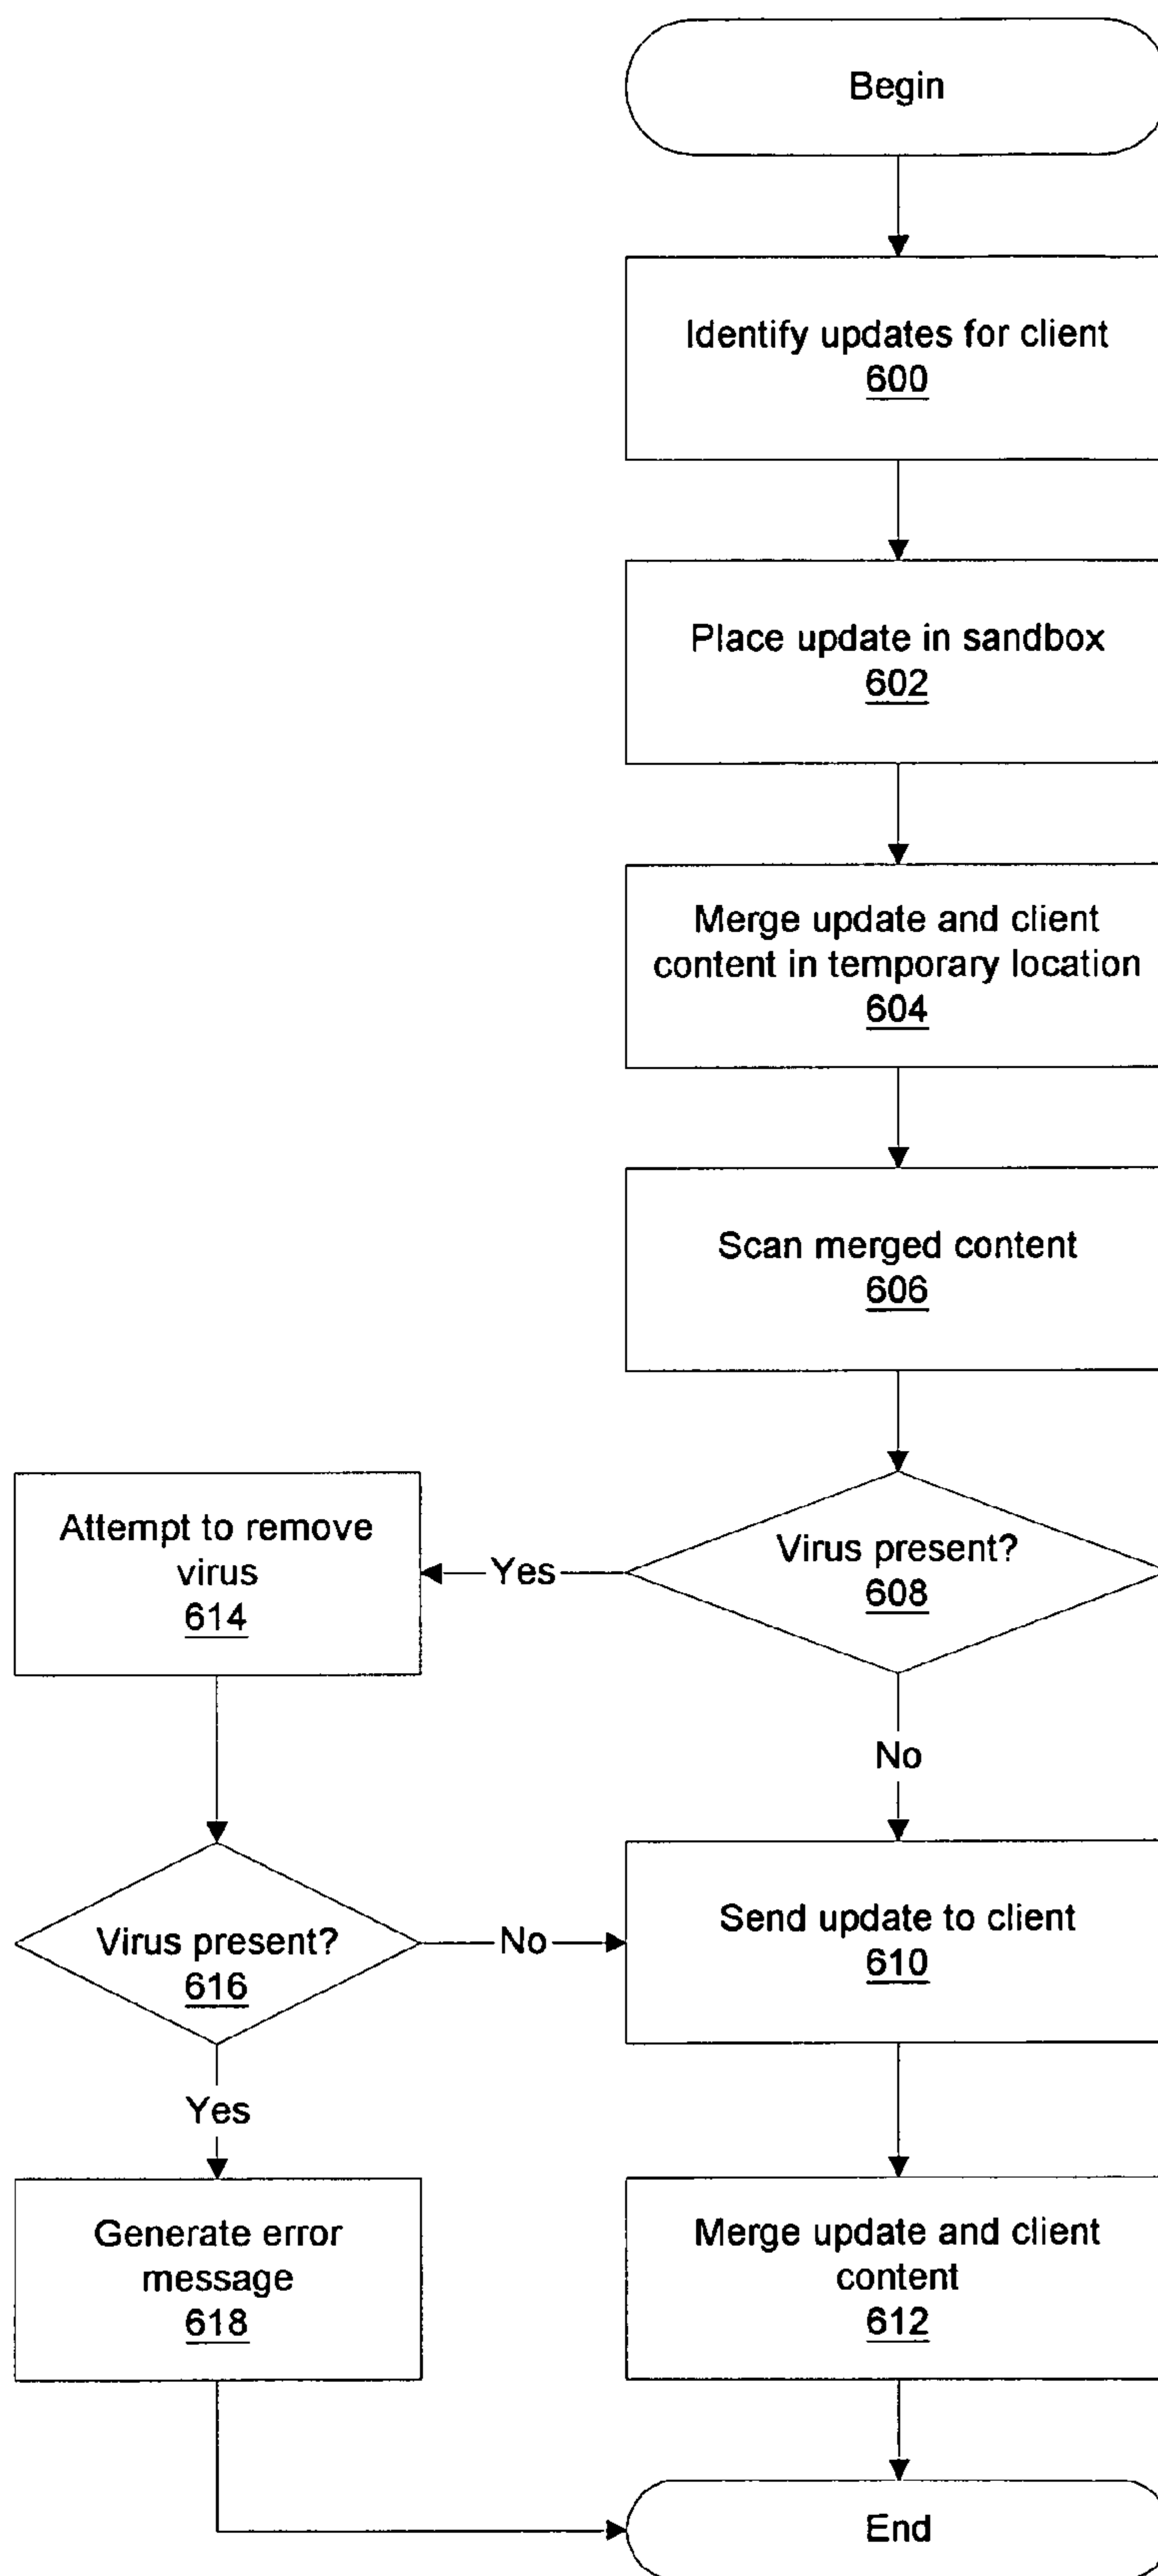 Begin
Identify updates for client
600
Place update in sandbox
602
Merge update and client
content in temporary location
604
Scan merged content
606
Virus present?
608
Yes
Attempt to remove
virus
614
No
Virus present?
616
No
Send update to client
610
Yes
Generate error
message
618
Merge update and client
content
612
End